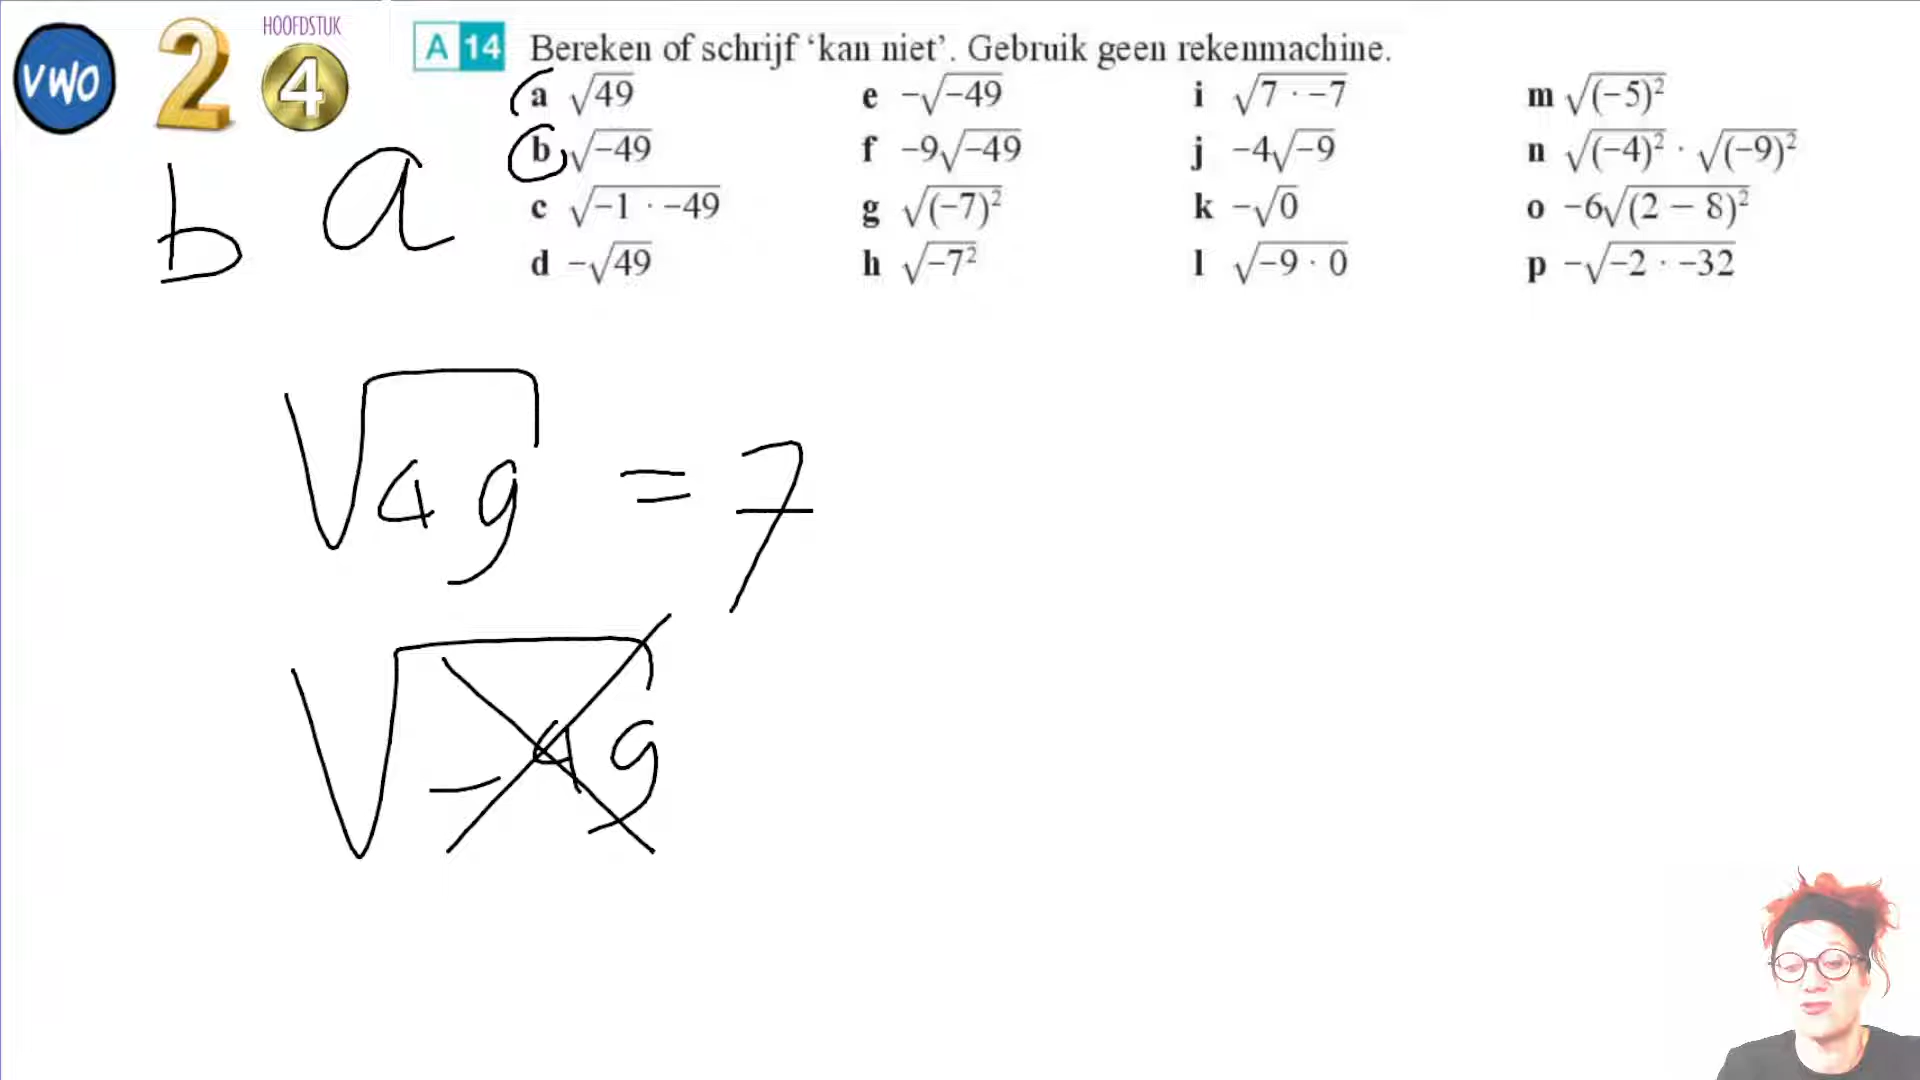 VWO 2 HOOFDSTUK 4
A 14 Bereken of schrijf ‘kan niet’. Gebruik geen rekenmachine.
a √49
b √−49
c √−1 · −49
d −√49
e −√−49
f −9√−49
g √(−7)²
h √−7²
i √7 · −7
j −4√−9
k −√0
l √−9 · 0
m √(−5)²
n √(−4)² · √(−9)²
o −6√(2 − 8)²
p −√−2 · −32
b a
√49 = 7
√−49